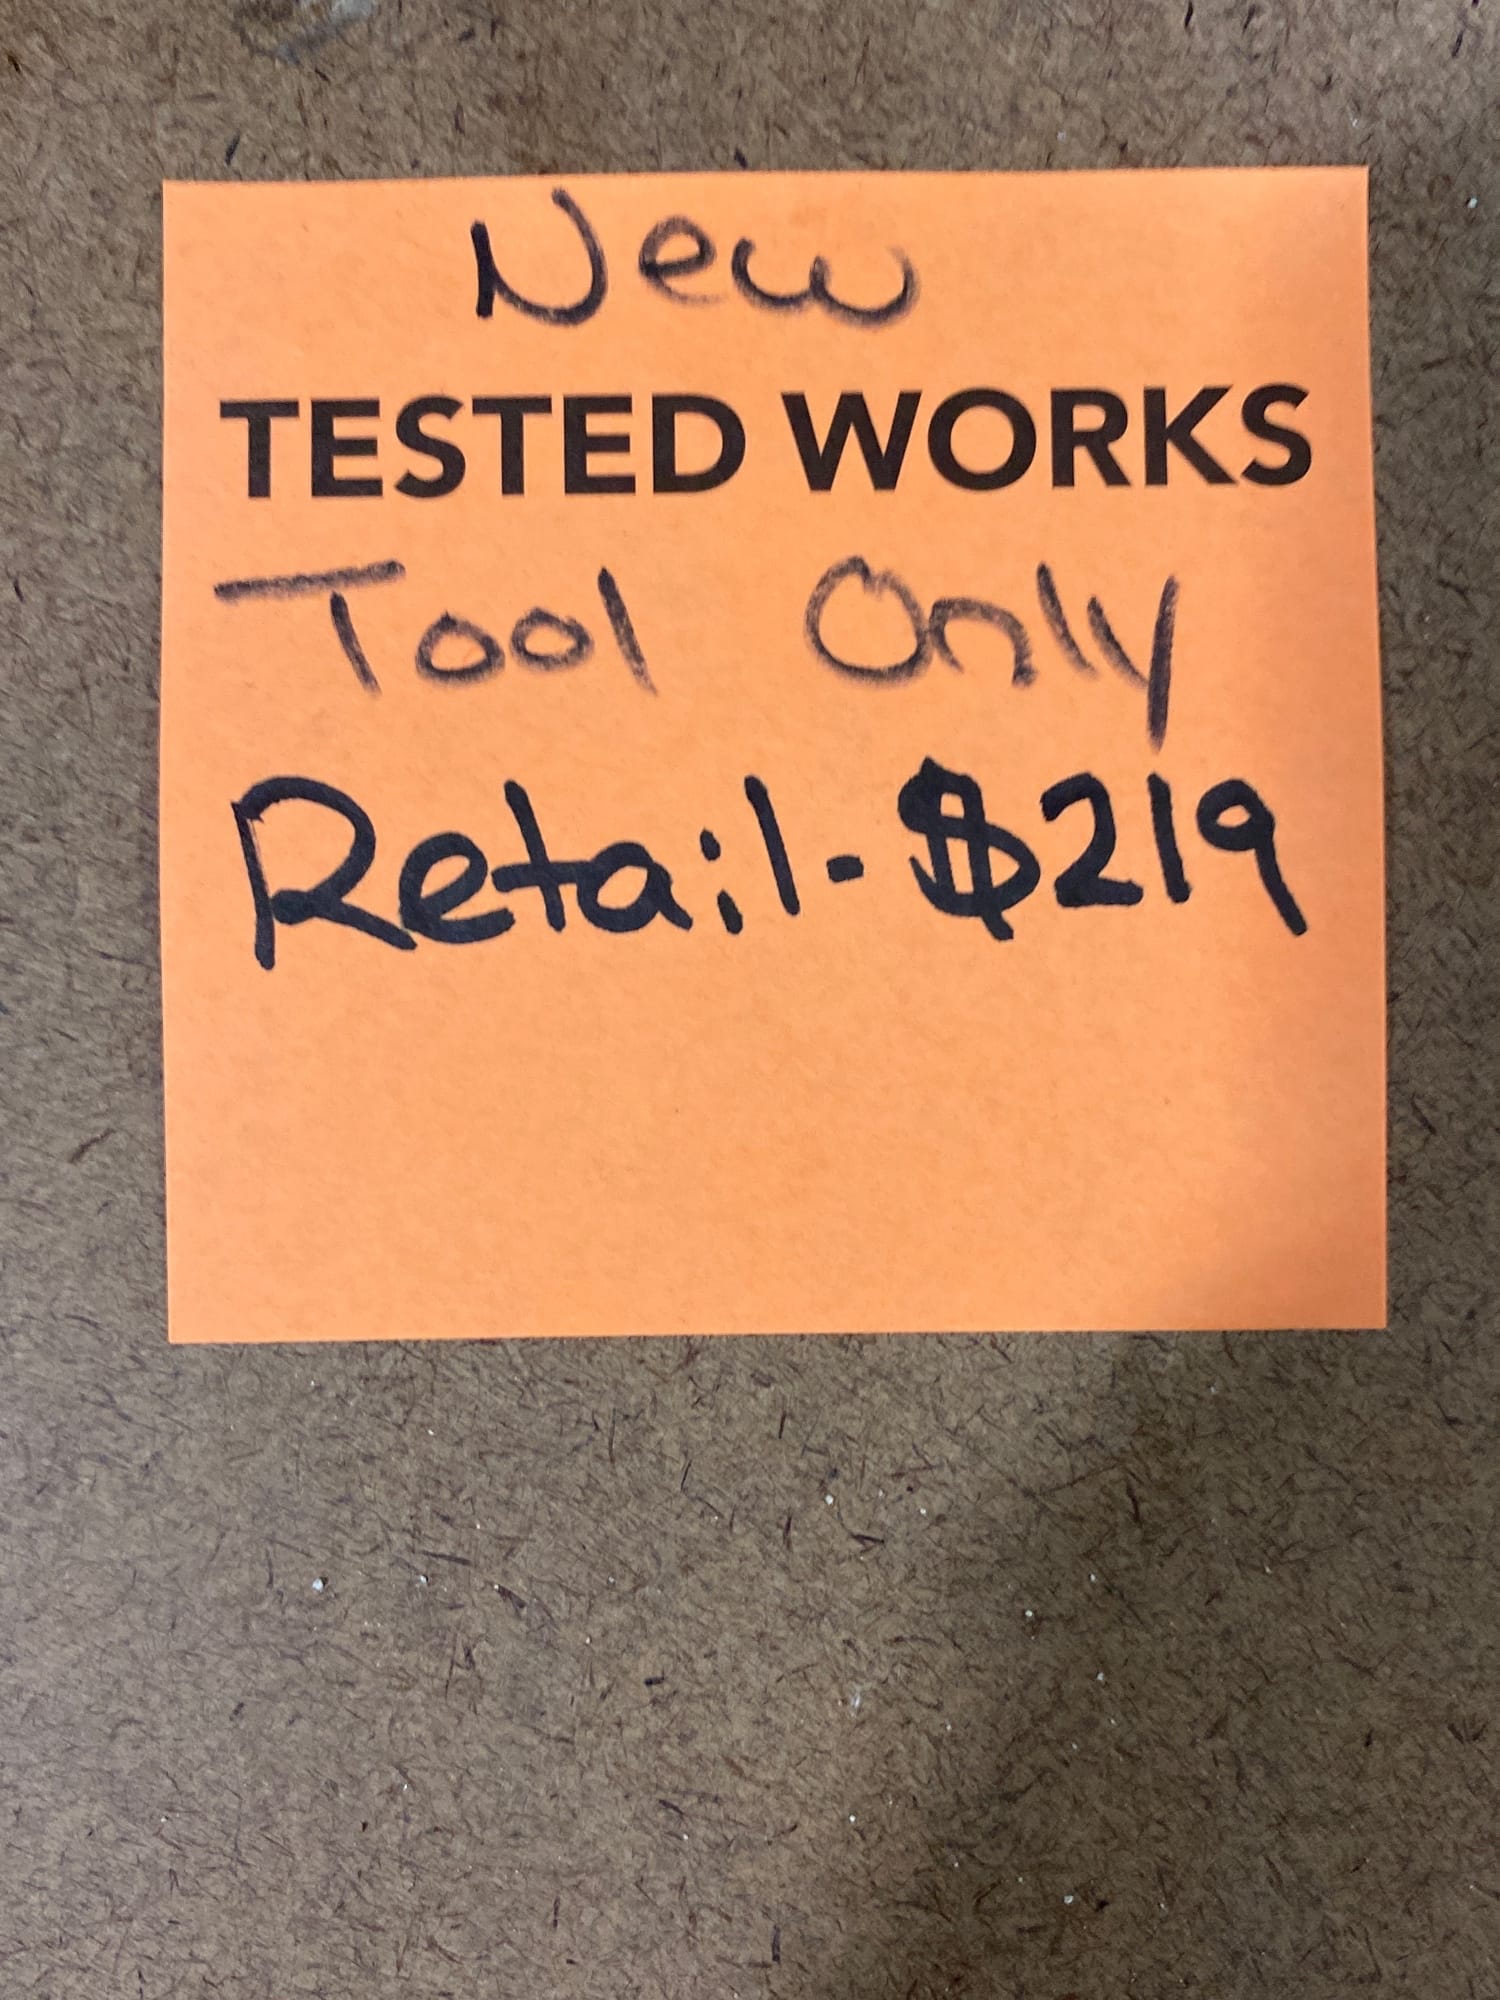 New
TESTED WORKS
Tool Only
Retail-$219